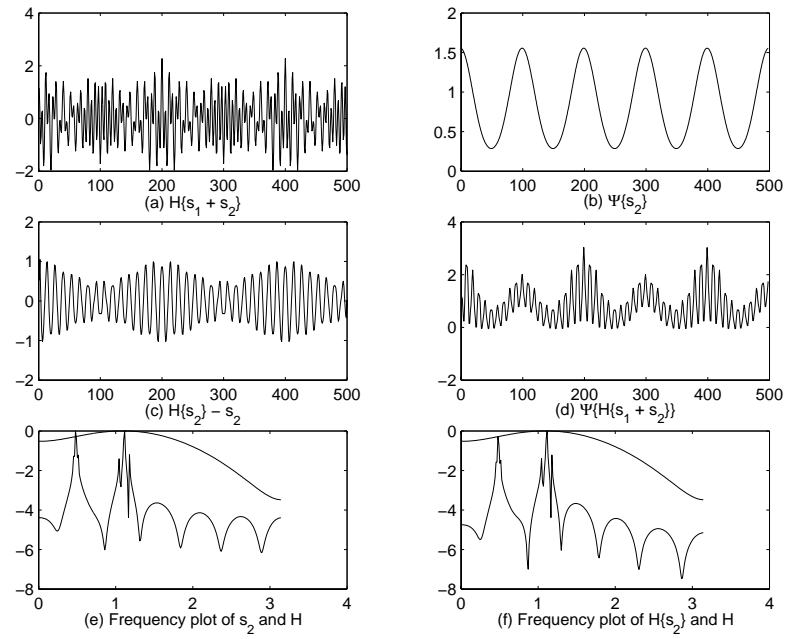 4
2
0
−2
0 100 200 300 400 500
(a) H{s1 + s2}
2
1.5
1
0.5
0
0 100 200 300 400 500
(b) Ψ{s2}
2
1
0
−1
−2
0 100 200 300 400 500
(c) H{s2} − s2
4
2
0
−2
0 100 200 300 400 500
(d) Ψ{H{s1 + s2}}
0
−2
−4
−6
−8
0 1 2 3 4
(e) Frequency plot of s2 and H
0
−2
−4
−6
−8
0 1 2 3 4
(f) Frequency plot of H{s2} and H